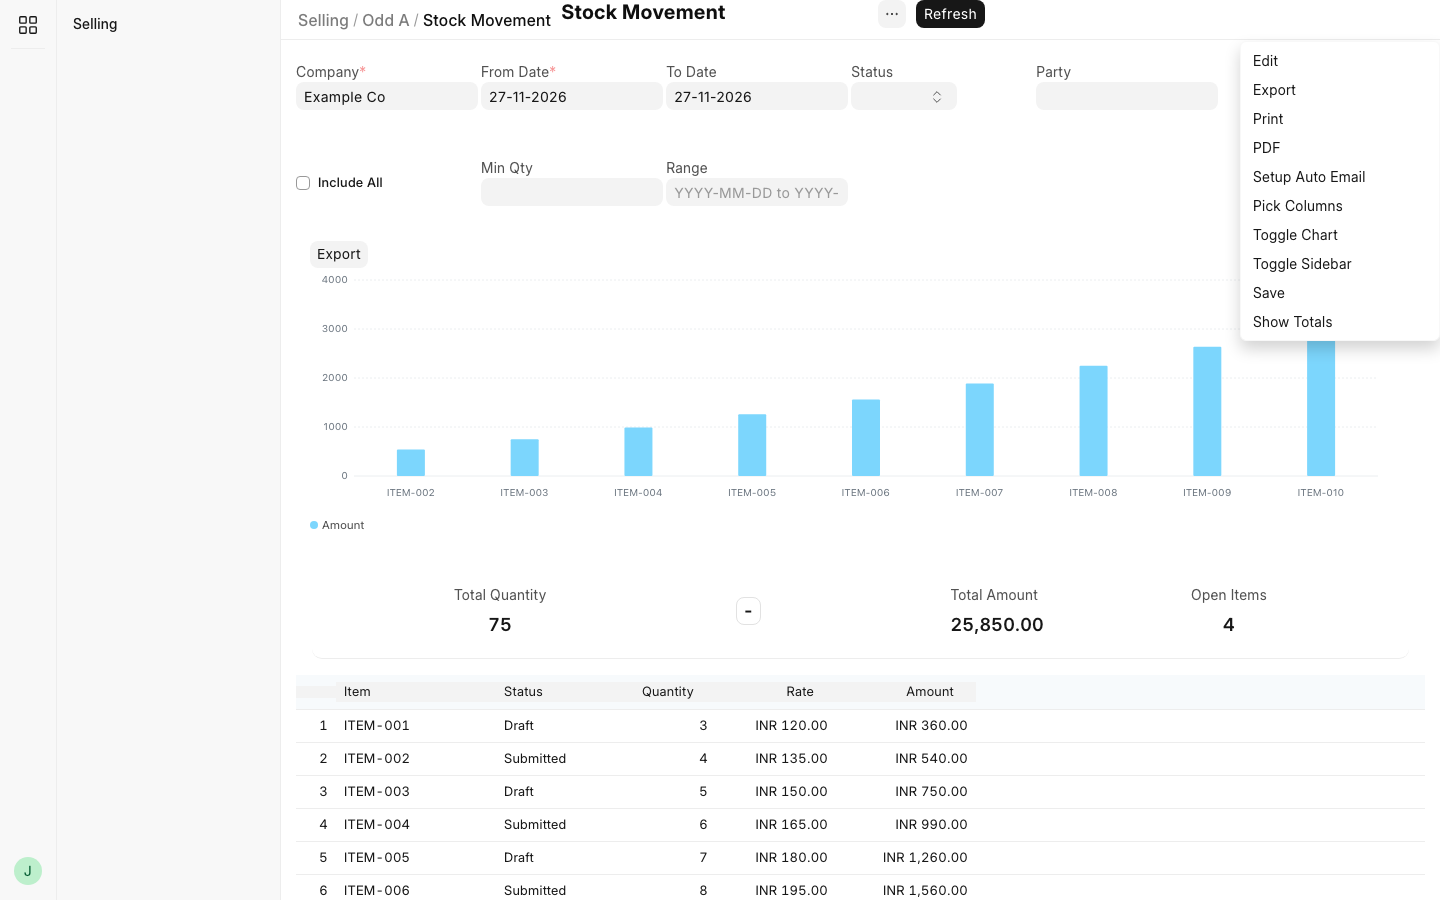 Selling
Selling / Odd A / Stock Movement
Stock Movement
Refresh
Company*
From Date*
To Date
Status
Party
Example Co
27-11-2026
27-11-2026
Include All
Min Qty
Range
YYYY-MM-DD to YYYY-
Edit
Export
Print
PDF
Setup Auto Email
Pick Columns
Toggle Chart
Toggle Sidebar
Save
Show Totals
Export
4000
3000
2000
1000
0
ITEM-002 ITEM-003 ITEM-004 ITEM-005 ITEM-006 ITEM-007 ITEM-008 ITEM-009 ITEM-010
Amount
Total Quantity
75
-
Total Amount
25,850.00
Open Items
4
Item Status Quantity Rate Amount
1 ITEM-001 Draft 3 INR 120.00 INR 360.00
2 ITEM-002 Submitted 4 INR 135.00 INR 540.00
3 ITEM-003 Draft 5 INR 150.00 INR 750.00
4 ITEM-004 Submitted 6 INR 165.00 INR 990.00
5 ITEM-005 Draft 7 INR 180.00 INR 1,260.00
6 ITEM-006 Submitted 8 INR 195.00 INR 1,560.00
J